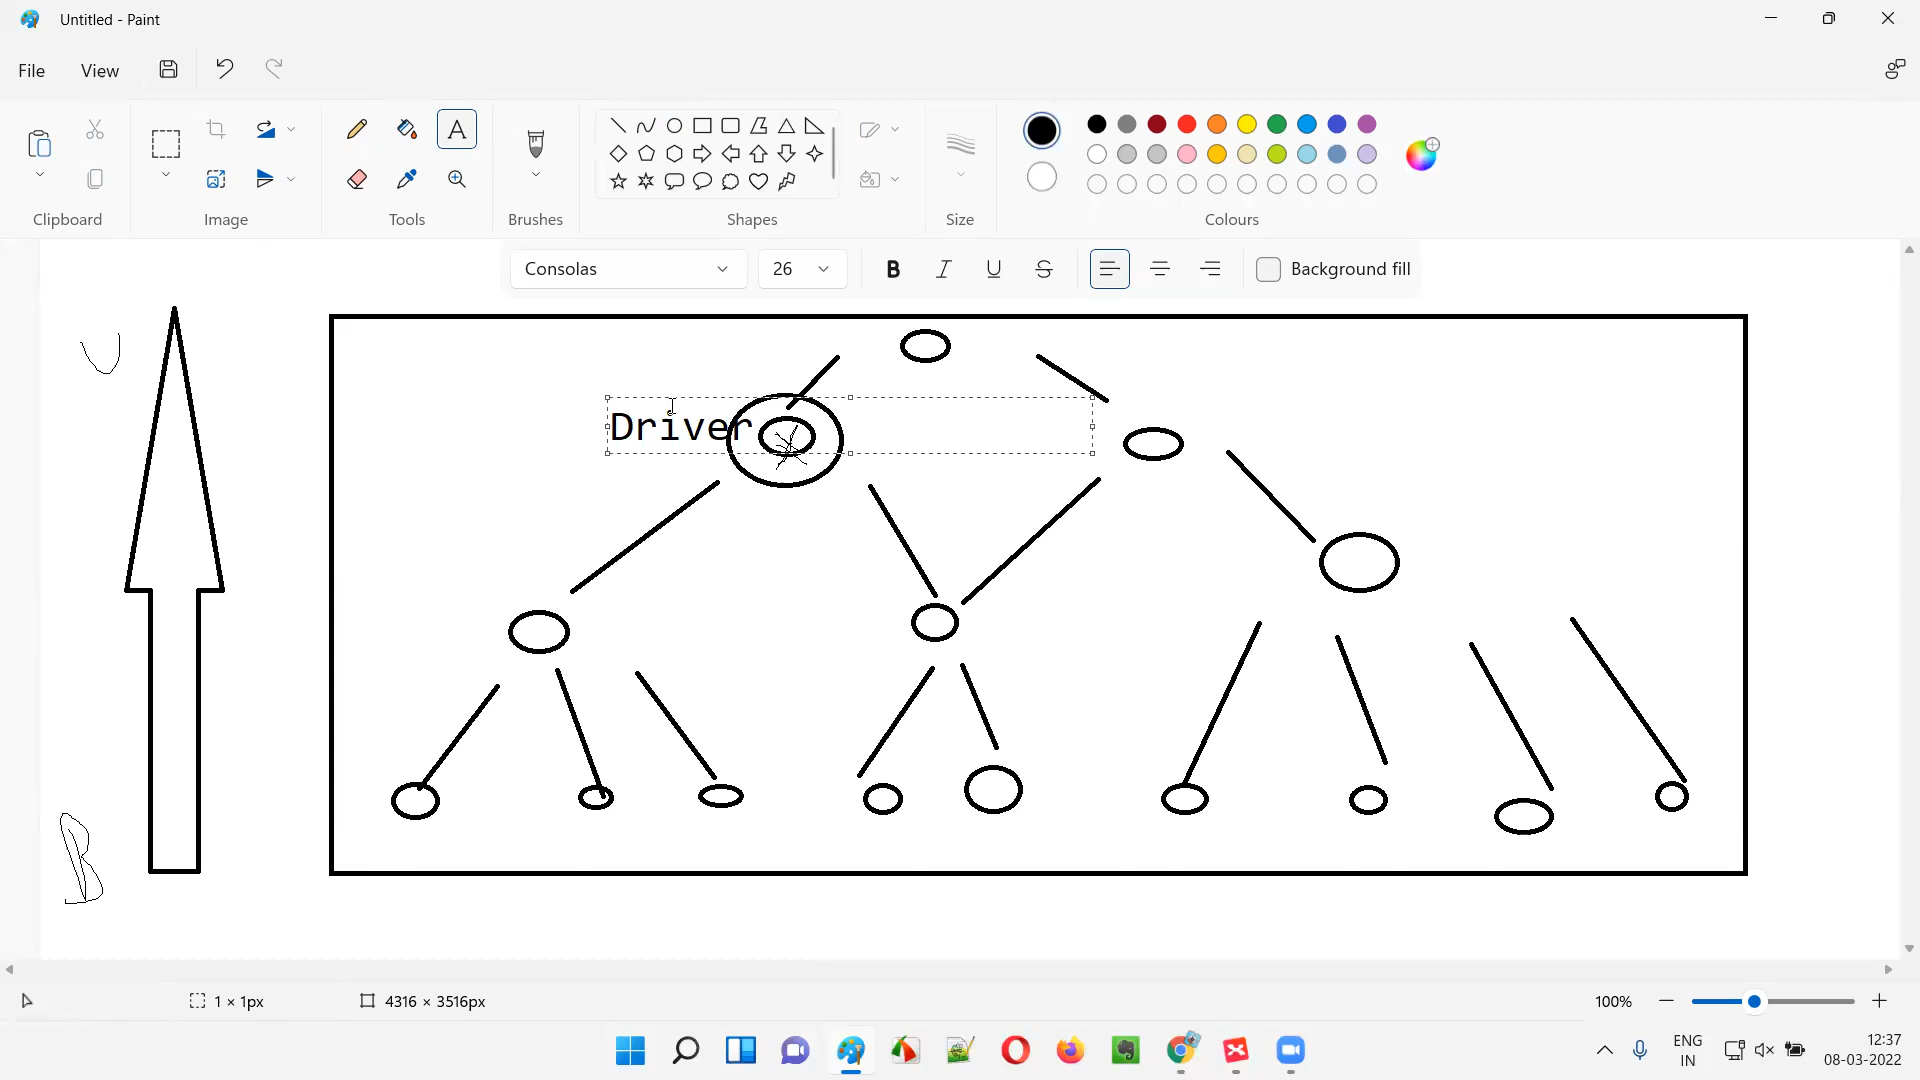 Untitled - Paint
File
View
Clipboard
Image
Tools
Brushes
Shapes
Size
Colours
Consolas
26
B
I
U
S
Background fill
U
Driver
B
1 × 1px
4316 × 3516px
100%
ENG
IN
12:37
08-03-2022